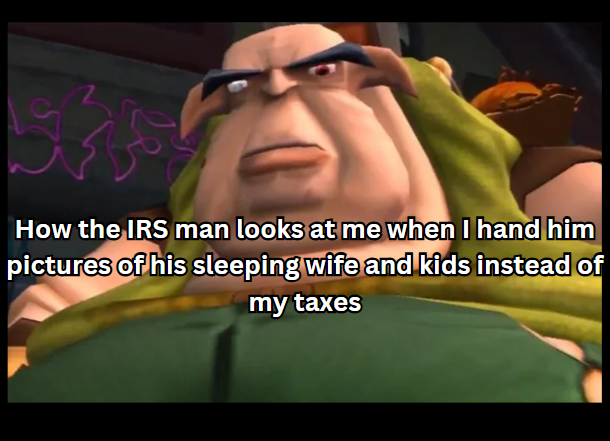 How the IRS man looks at me when I hand him
pictures of his sleeping wife and kids instead of
my taxes